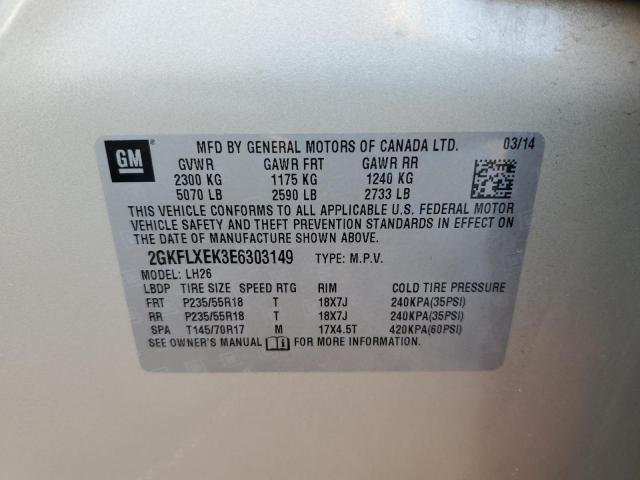 GM
MFD BY GENERAL MOTORS OF CANADA LTD. 03/14
GVWR GAWR FRT GAWR RR
2300 KG 1175 KG 1240 KG
5070 LB 2590 LB 2733 LB
THIS VEHICLE CONFORMS TO ALL APPLICABLE U.S. FEDERAL MOTOR
VEHICLE SAFETY AND THEFT PREVENTION STANDARDS IN EFFECT ON
THE DATE OF MANUFACTURE SHOWN ABOVE.
2GKFLXEK3E6303149 TYPE: M.P.V.
MODEL: LH26
LBDP TIRE SIZE SPEED RTG RIM COLD TIRE PRESSURE
FRT P235/55R18 T 18X7J 240KPA(35PSI)
RR P235/55R18 T 18X7J 240KPA(35PSI)
SPA T145/70R17 M 17X4.5T 420KPA(60PSI)
SEE OWNER'S MANUAL FOR MORE INFORMATION.